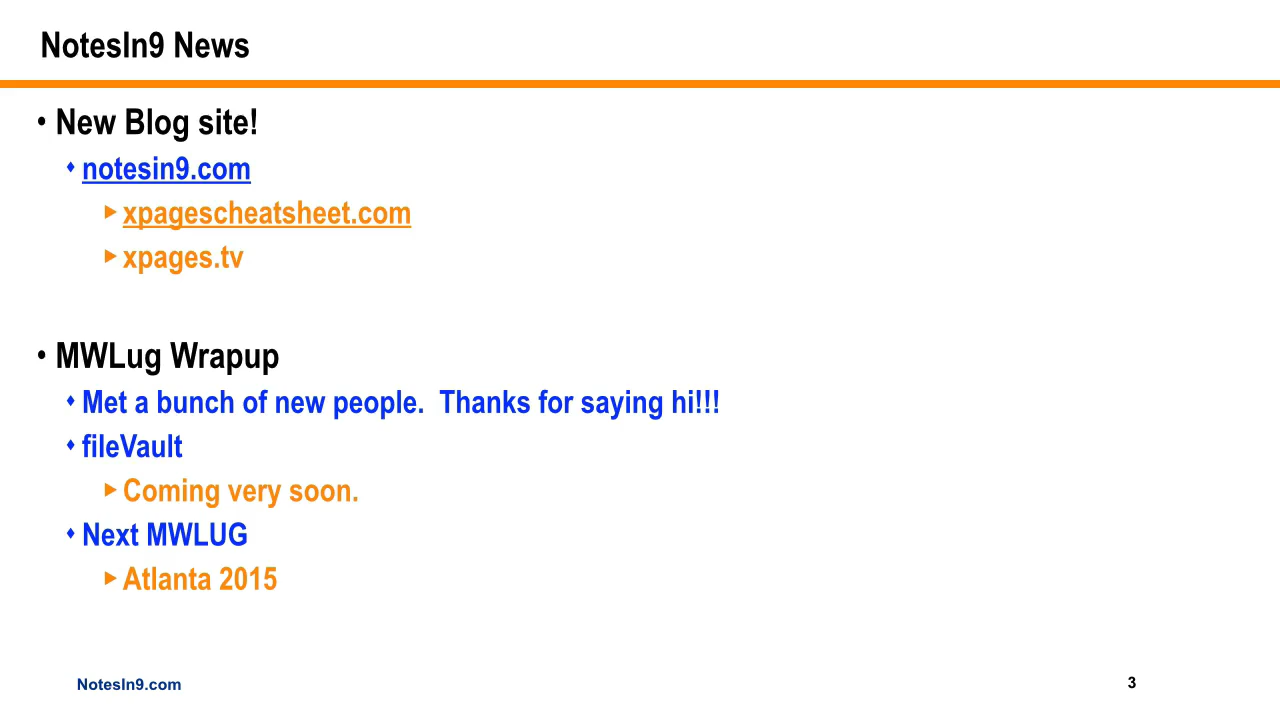 NotesIn9 News
• New Blog site!
♦ notesin9.com
► xpagescheatsheet.com
► xpages.tv
• MWLug Wrapup
♦ Met a bunch of new people.  Thanks for saying hi!!!
♦ fileVault
► Coming very soon.
♦ Next MWLUG
► Atlanta 2015
NotesIn9.com
3